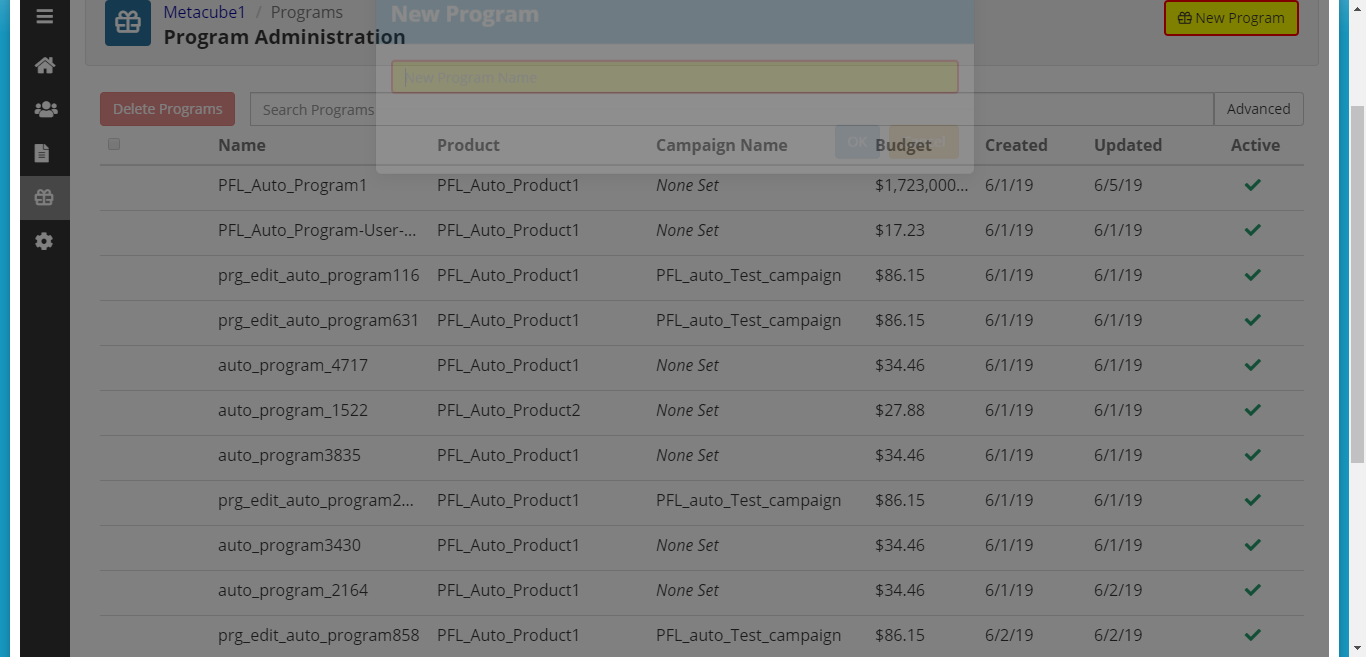 Metacube1 / Programs
Program Administration
New Program
New Program
New Program Name
Delete Programs
Search Programs
Advanced
OK
Name Product Campaign Name Budget Created Updated Active
PFL_Auto_Program1 PFL_Auto_Product1 None Set $1,723,000... 6/1/19 6/5/19
PFL_Auto_Program-User-... PFL_Auto_Product1 None Set $17.23 6/1/19 6/1/19
prg_edit_auto_program116 PFL_Auto_Product1 PFL_auto_Test_campaign $86.15 6/1/19 6/1/19
prg_edit_auto_program631 PFL_Auto_Product1 PFL_auto_Test_campaign $86.15 6/1/19 6/1/19
auto_program_4717 PFL_Auto_Product1 None Set $34.46 6/1/19 6/1/19
auto_program_1522 PFL_Auto_Product2 None Set $27.88 6/1/19 6/1/19
auto_program3835 PFL_Auto_Product1 None Set $34.46 6/1/19 6/1/19
prg_edit_auto_program2... PFL_Auto_Product1 PFL_auto_Test_campaign $86.15 6/1/19 6/1/19
auto_program3430 PFL_Auto_Product1 None Set $34.46 6/1/19 6/1/19
auto_program_2164 PFL_Auto_Product1 None Set $34.46 6/1/19 6/2/19
prg_edit_auto_program858 PFL_Auto_Product1 PFL_auto_Test_campaign $86.15 6/2/19 6/2/19